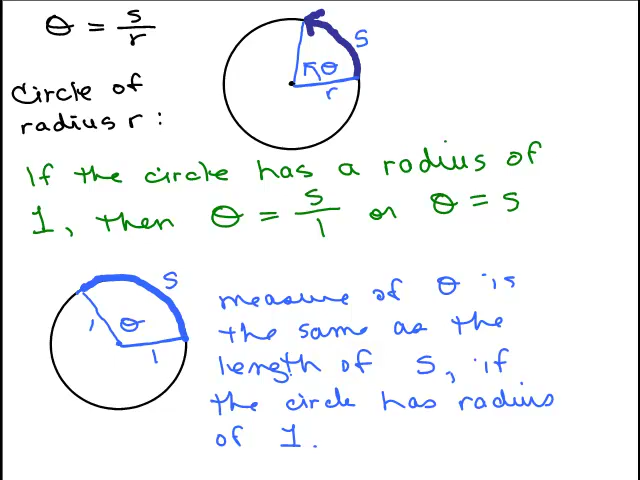 θ = s/r
s
θ
r
Circle of
radius r:
If the circle has a radius of
1, then θ = s/1 or θ = s
s
1
θ
1
measure of θ is
the same as the
length of s, if
the circle has radius
of 1.